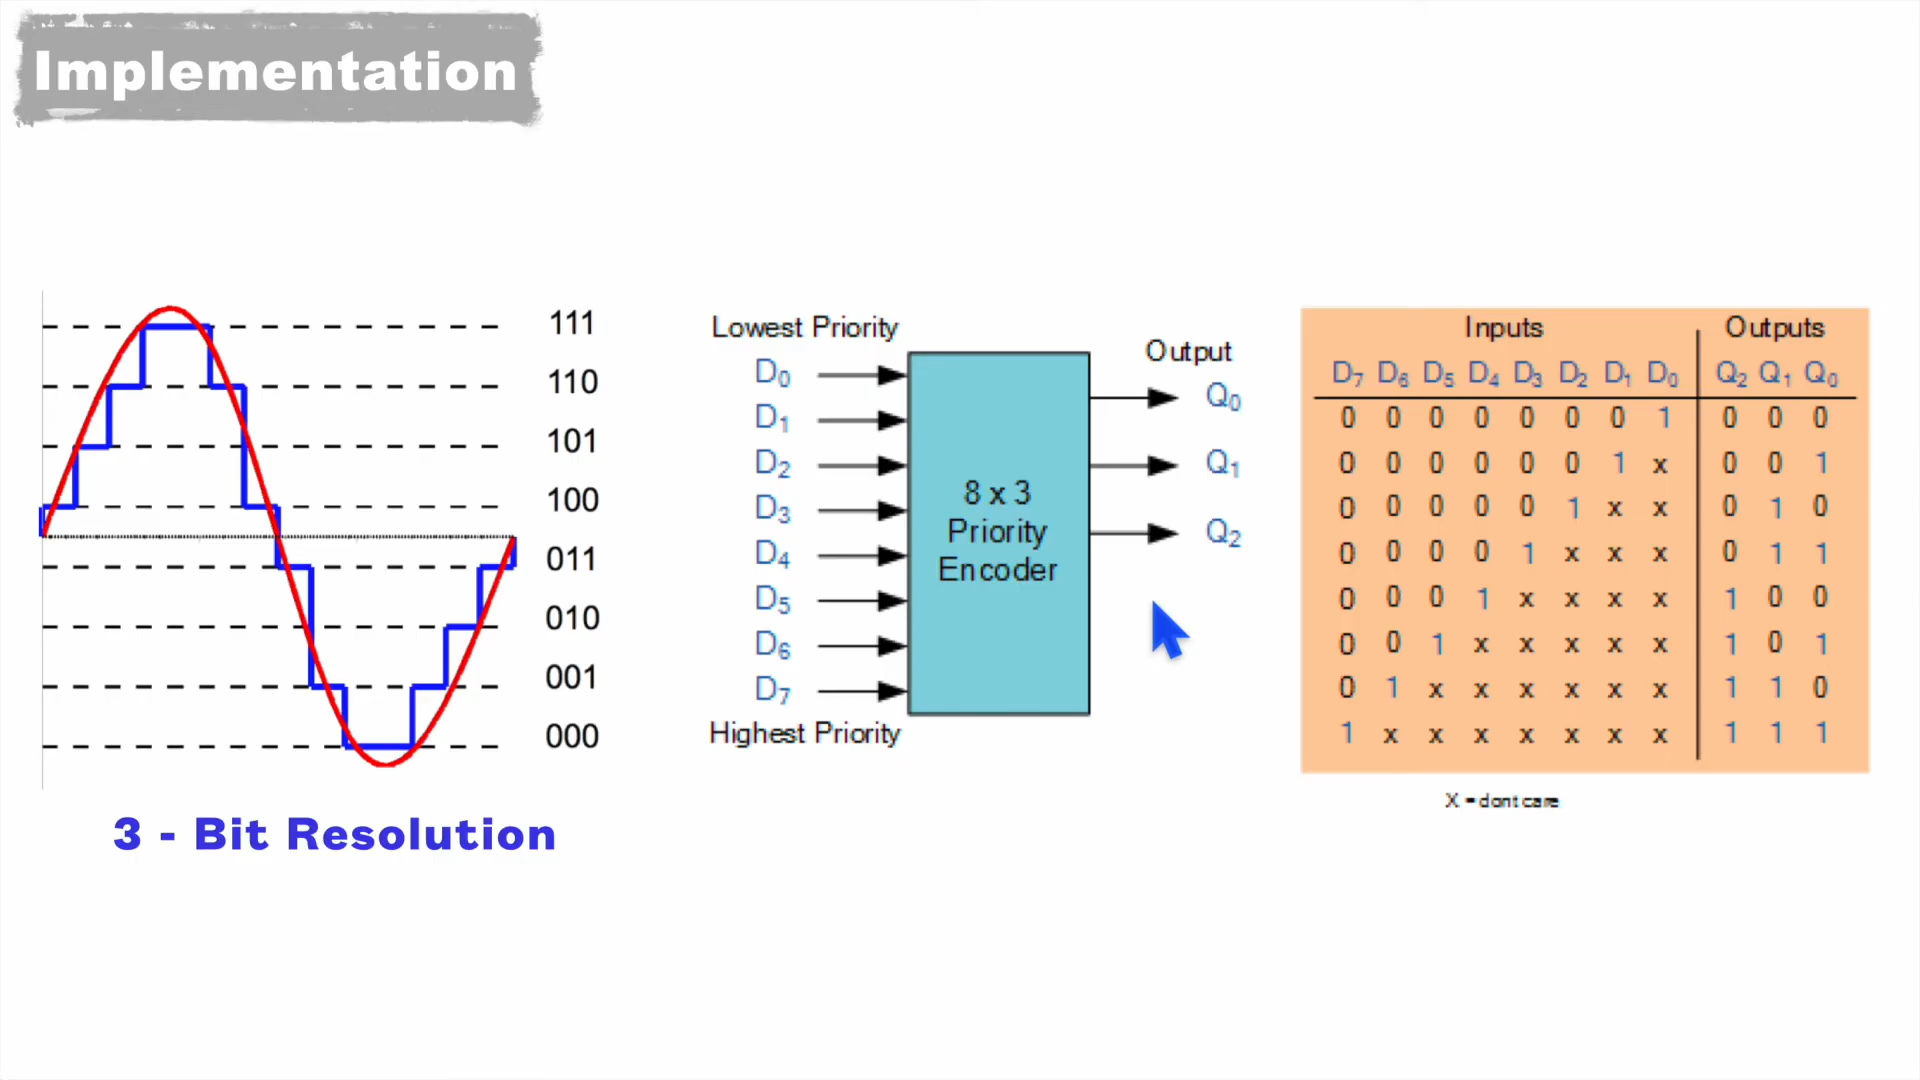 Implementation
111
110
101
100
011
010
001
000
3 - Bit Resolution
Lowest Priority
D0
D1
D2
D3
D4
D5
D6
D7
Highest Priority
8 x 3
Priority
Encoder
Output
Q0
Q1
Q2
Inputs Outputs
D7 D6 D5 D4 D3 D2 D1 D0 Q2 Q1 Q0
0 0 0 0 0 0 0 1 0 0 0
0 0 0 0 0 0 1 x 0 0 1
0 0 0 0 0 1 x x 0 1 0
0 0 0 0 1 x x x 0 1 1
0 0 0 1 x x x x 1 0 0
0 0 1 x x x x x 1 0 1
0 1 x x x x x x 1 1 0
1 x x x x x x x 1 1 1
X = dont care